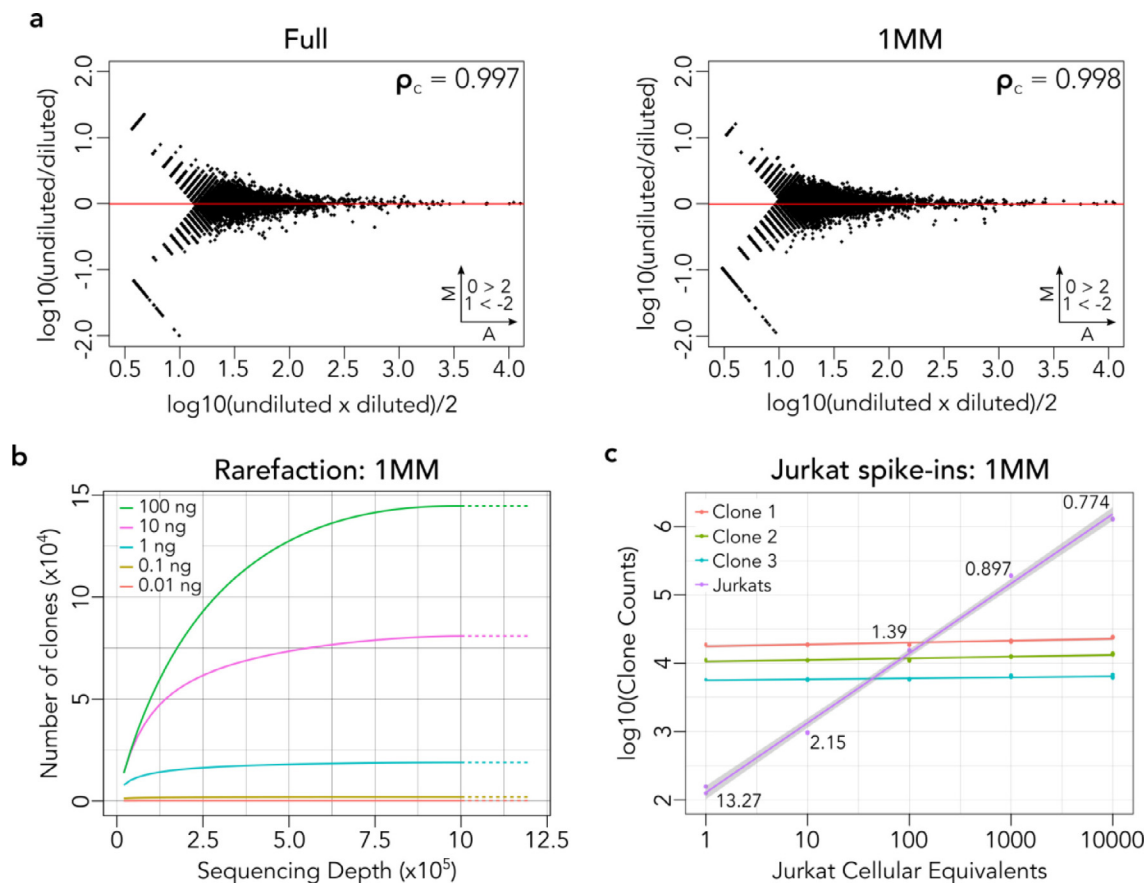 a
Full
ρc = 0.997
log10(undiluted/diluted)
2.0
1.0
0
-1.0
-2.0
M
0 > 2
1 < -2
A
0.5 1.0 1.5 2.0 2.5 3.0 3.5 4.0
log10(undiluted x diluted)/2
1MM
ρc = 0.998
log10(undiluted/diluted)
2.0
1.0
0
-1.0
-2.0
M
0 > 2
1 < -2
A
0.5 1.0 1.5 2.0 2.5 3.0 3.5 4.0
log10(undiluted x diluted)/2
b
Rarefaction: 1MM
Number of clones (x10⁴)
15
10
5
0
100 ng
10 ng
1 ng
0.1 ng
0.01 ng
0 2.5 5.0 7.5 10.0 12.5
Sequencing Depth (x10⁵)
c
Jurkat spike-ins: 1MM
log10(Clone Counts)
6
5
4
3
2
Clone 1
Clone 2
Clone 3
Jurkats
0.774
0.897
1.39
2.15
13.27
1 10 100 1000 10000
Jurkat Cellular Equivalents